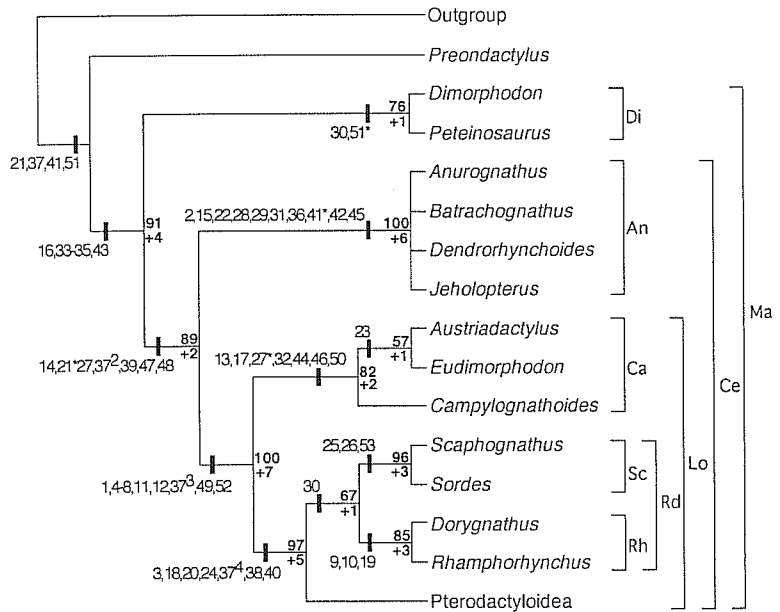 Outgroup
Preondactylus
Dimorphodon
76
+1
30,51*
Peteinosaurus
Di
21,37,41,51
Anurognathus
Batrachognathus
2,15,22,28,29,31,36,41*,42,45
100
+6
91
+4
16,33-35,43
Dendrorhynchoides
Jeholopterus
An
Ma
Austriadactylus
23
57
+1
89
+2
14,21*27,37²,39,47,48
13,17,27*,32,44,46,50
Eudimorphodon
82
+2
Campylognathoides
Ca
Ce
Scaphognathus
25,26,53
96
+3
100
+7
1,4-8,11,12,37³,49,52
Sordes
Sc
Lo
30
67
+1
Rd
Dorygnathus
85
+3
9,10,19
Rhamphorhynchus
Rh
97
+5
3,18,20,24,37⁴,38,40
Pterodactyloidea